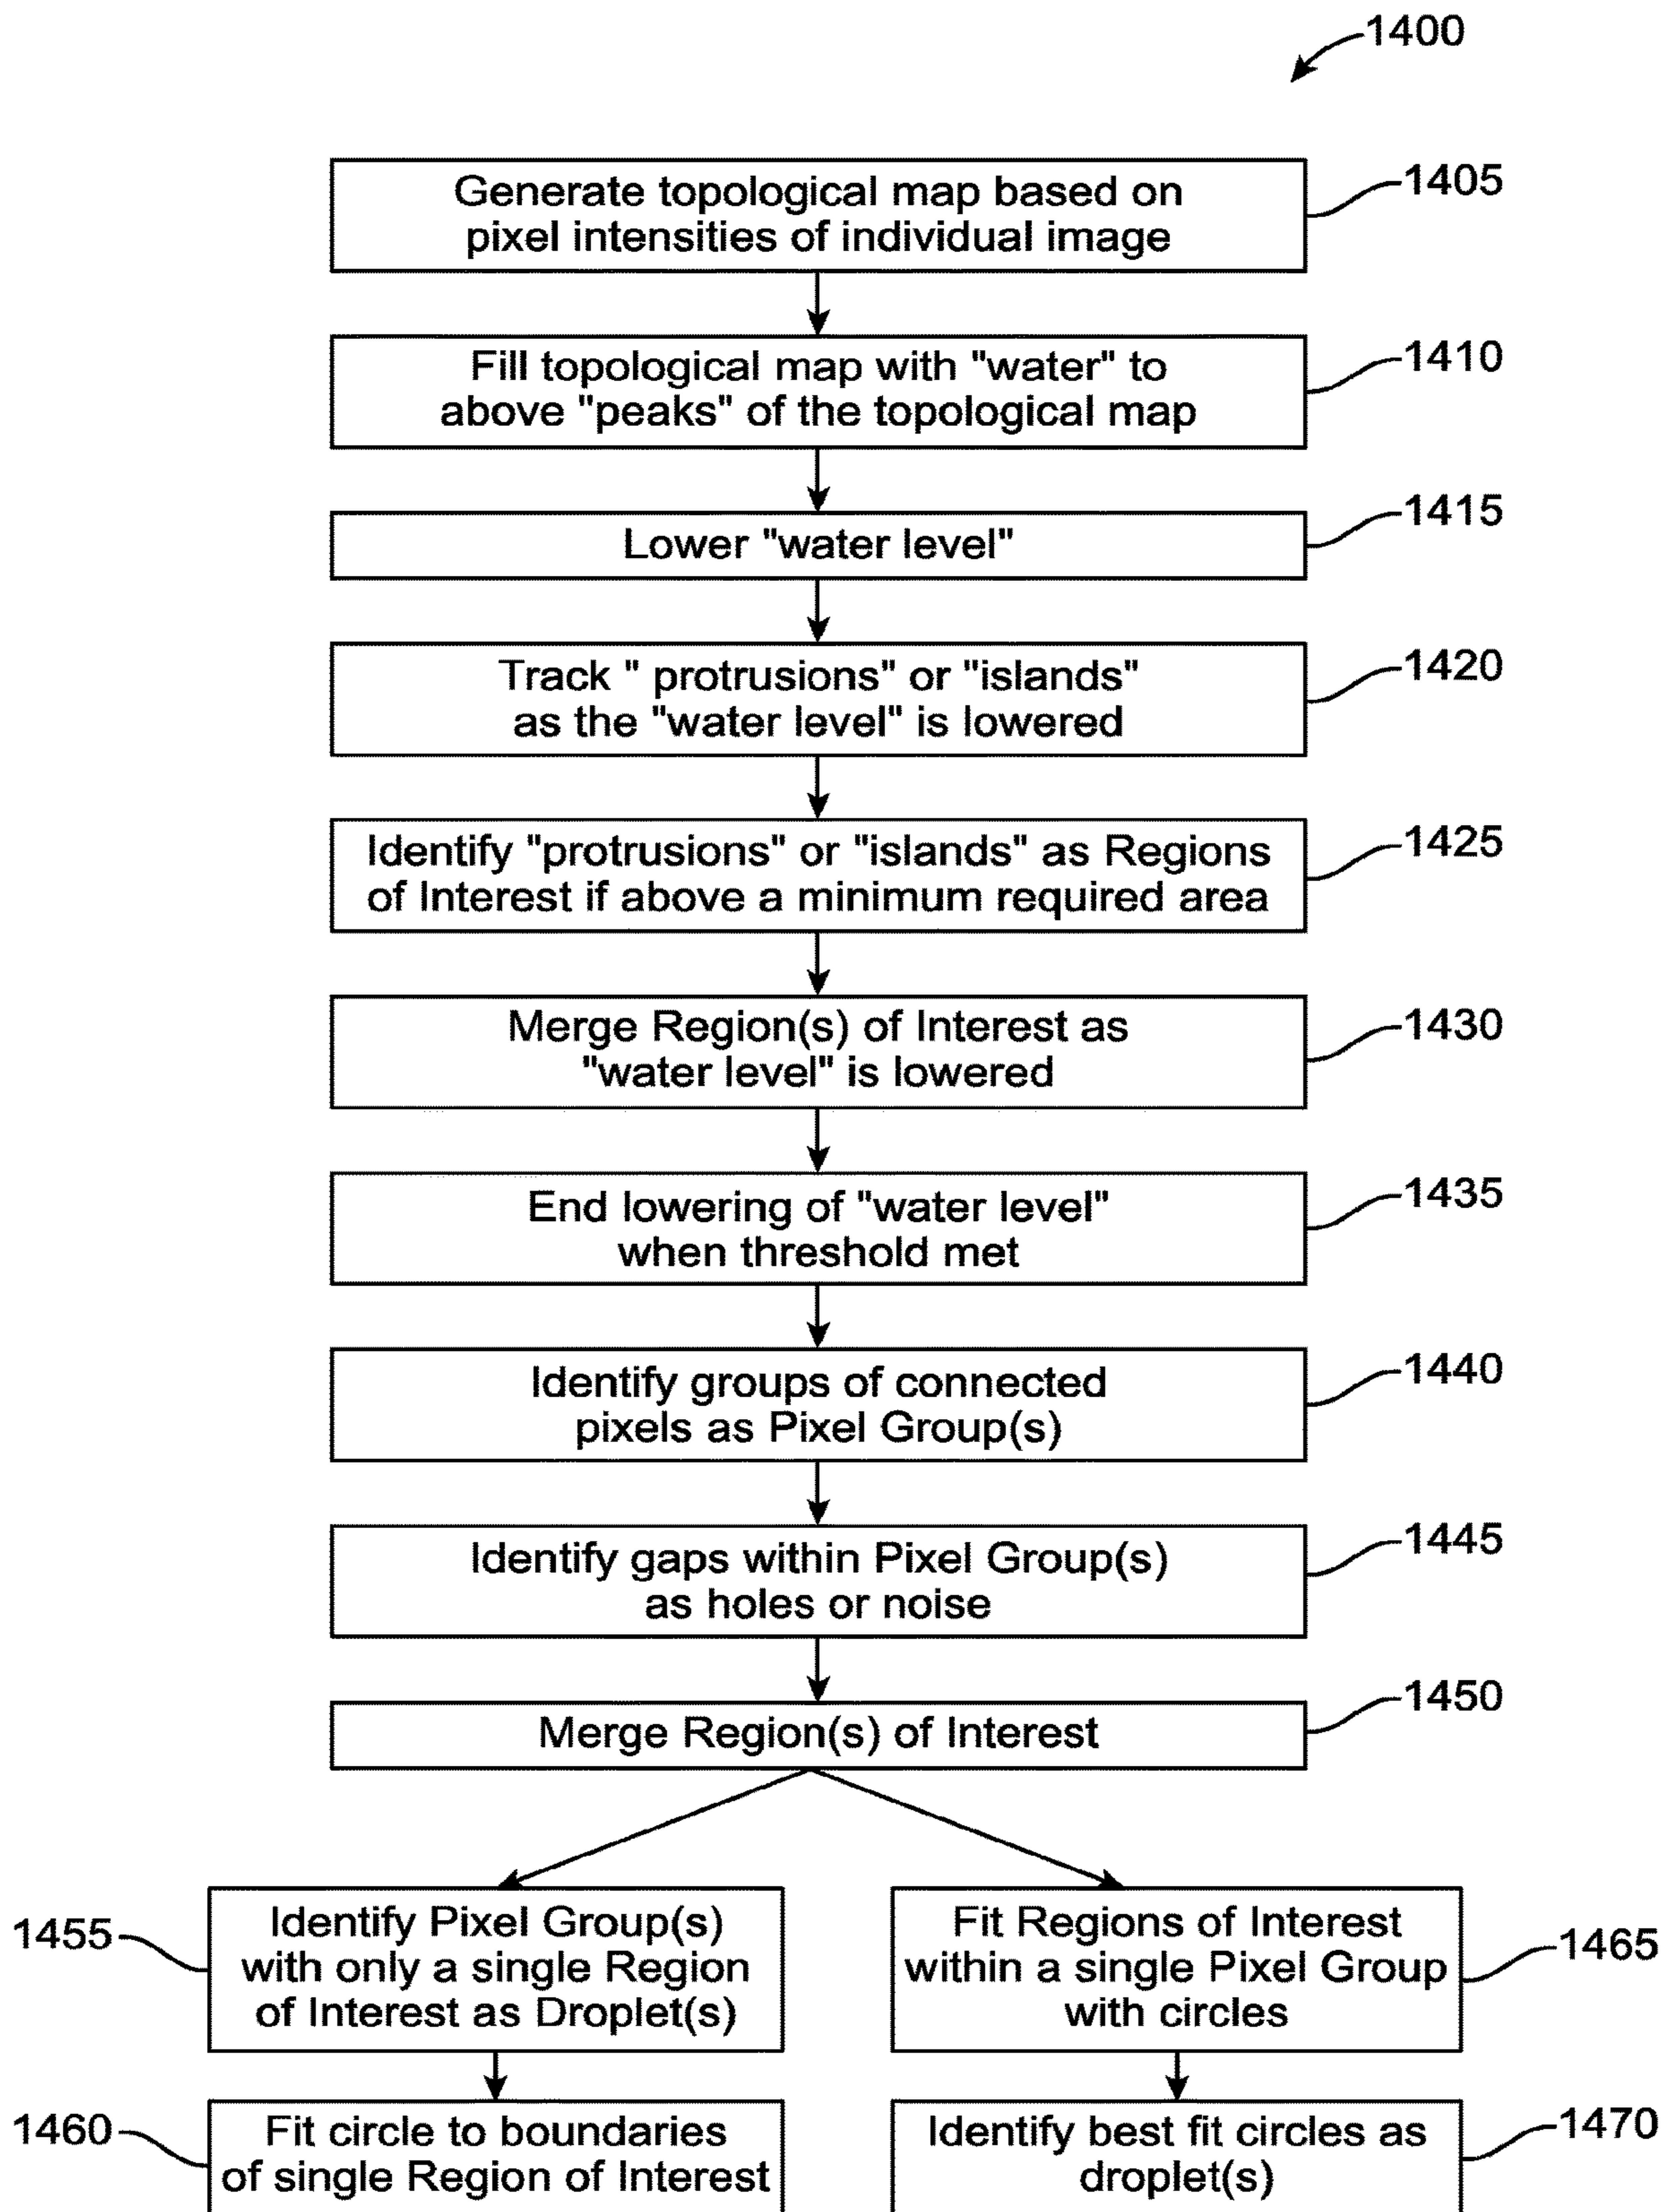 1400
Generate topological map based on
pixel intensities of individual image
1405
Fill topological map with "water" to
above "peaks" of the topological map
1410
Lower "water level"
1415
Track " protrusions" or "islands"
as the "water level" is lowered
1420
Identify "protrusions" or "islands" as Regions
of Interest if above a minimum required area
1425
Merge Region(s) of Interest as
"water level" is lowered
1430
End lowering of "water level"
when threshold met
1435
Identify groups of connected
pixels as Pixel Group(s)
1440
Identify gaps within Pixel Group(s)
as holes or noise
1445
Merge Region(s) of Interest
1450
1455
Identify Pixel Group(s)
with only a single Region
of Interest as Droplet(s)
Fit Regions of Interest
within a single Pixel Group
with circles
1465
1460
Fit circle to boundaries
of single Region of Interest
Identify best fit circles as
droplet(s)
1470